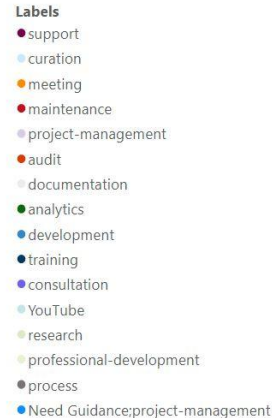 Labels
support
curation
meeting
maintenance
project-management
audit
documentation
analytics
development
training
consultation
YouTube
research
professional-development
process
Need Guidance;project-management